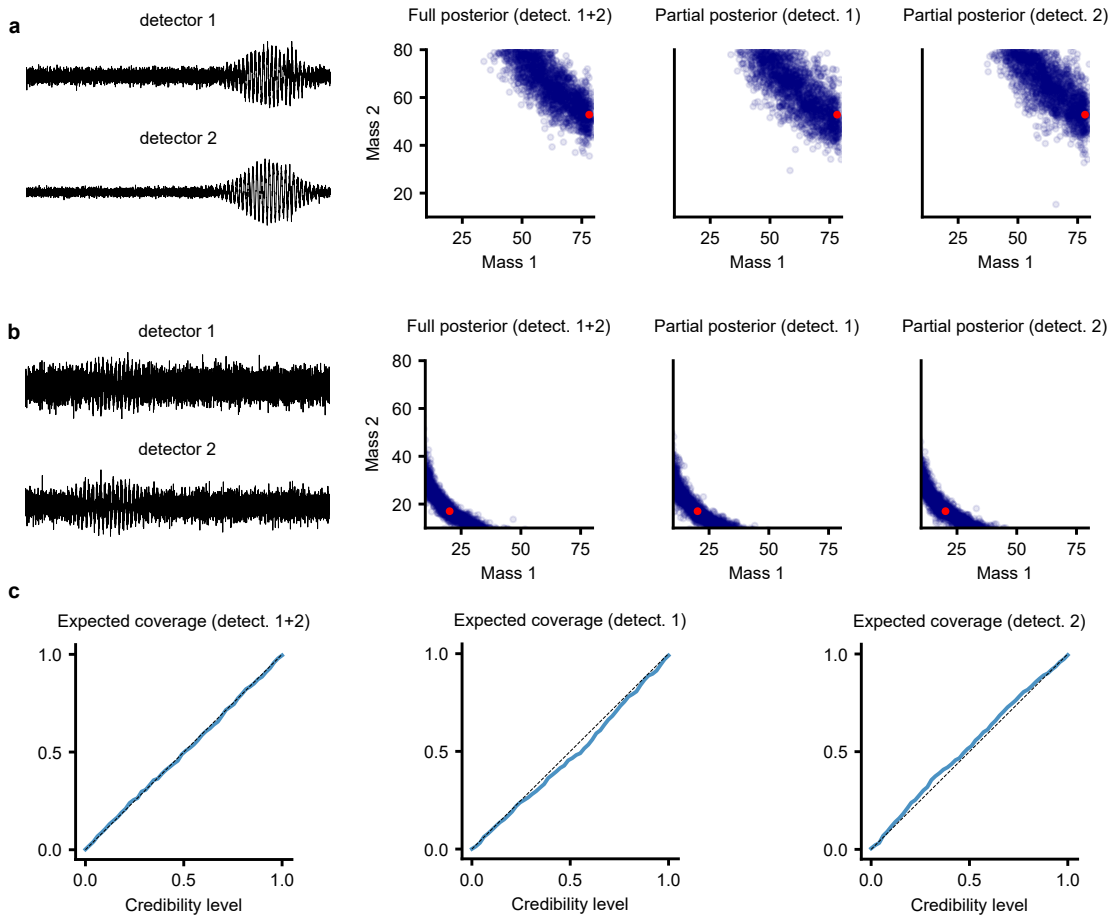 a
detector 1
detector 2
Full posterior (detect. 1+2)
Partial posterior (detect. 1)
Partial posterior (detect. 2)
Mass 2
80
60
40
20
25
50
75
Mass 1
25
50
75
Mass 1
25
50
75
Mass 1
b
detector 1
detector 2
Full posterior (detect. 1+2)
Partial posterior (detect. 1)
Partial posterior (detect. 2)
Mass 2
80
60
40
20
25
50
75
Mass 1
25
50
75
Mass 1
25
50
75
Mass 1
c
Expected coverage (detect. 1+2)
1.0
0.5
0.0
0.0
0.5
1.0
Credibility level
Expected coverage (detect. 1)
1.0
0.5
0.0
0.0
0.5
1.0
Credibility level
Expected coverage (detect. 2)
1.0
0.5
0.0
0.0
0.5
1.0
Credibility level